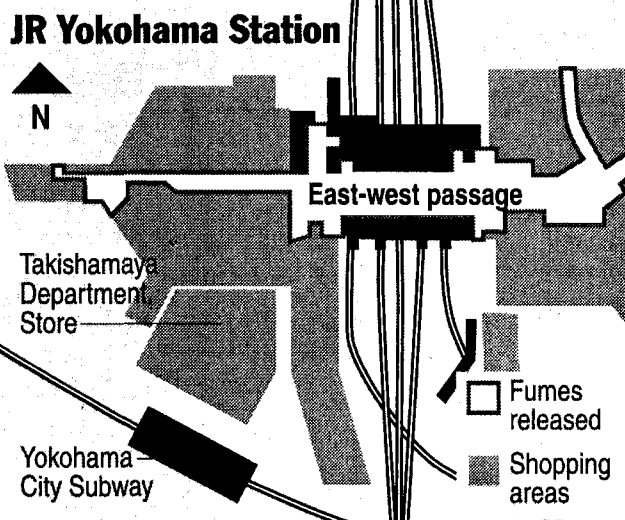 JR Yokohama Station
N
East-west passage
Takishamaya
Department
Store
Fumes
released
Yokohama
City Subway
Shopping
areas